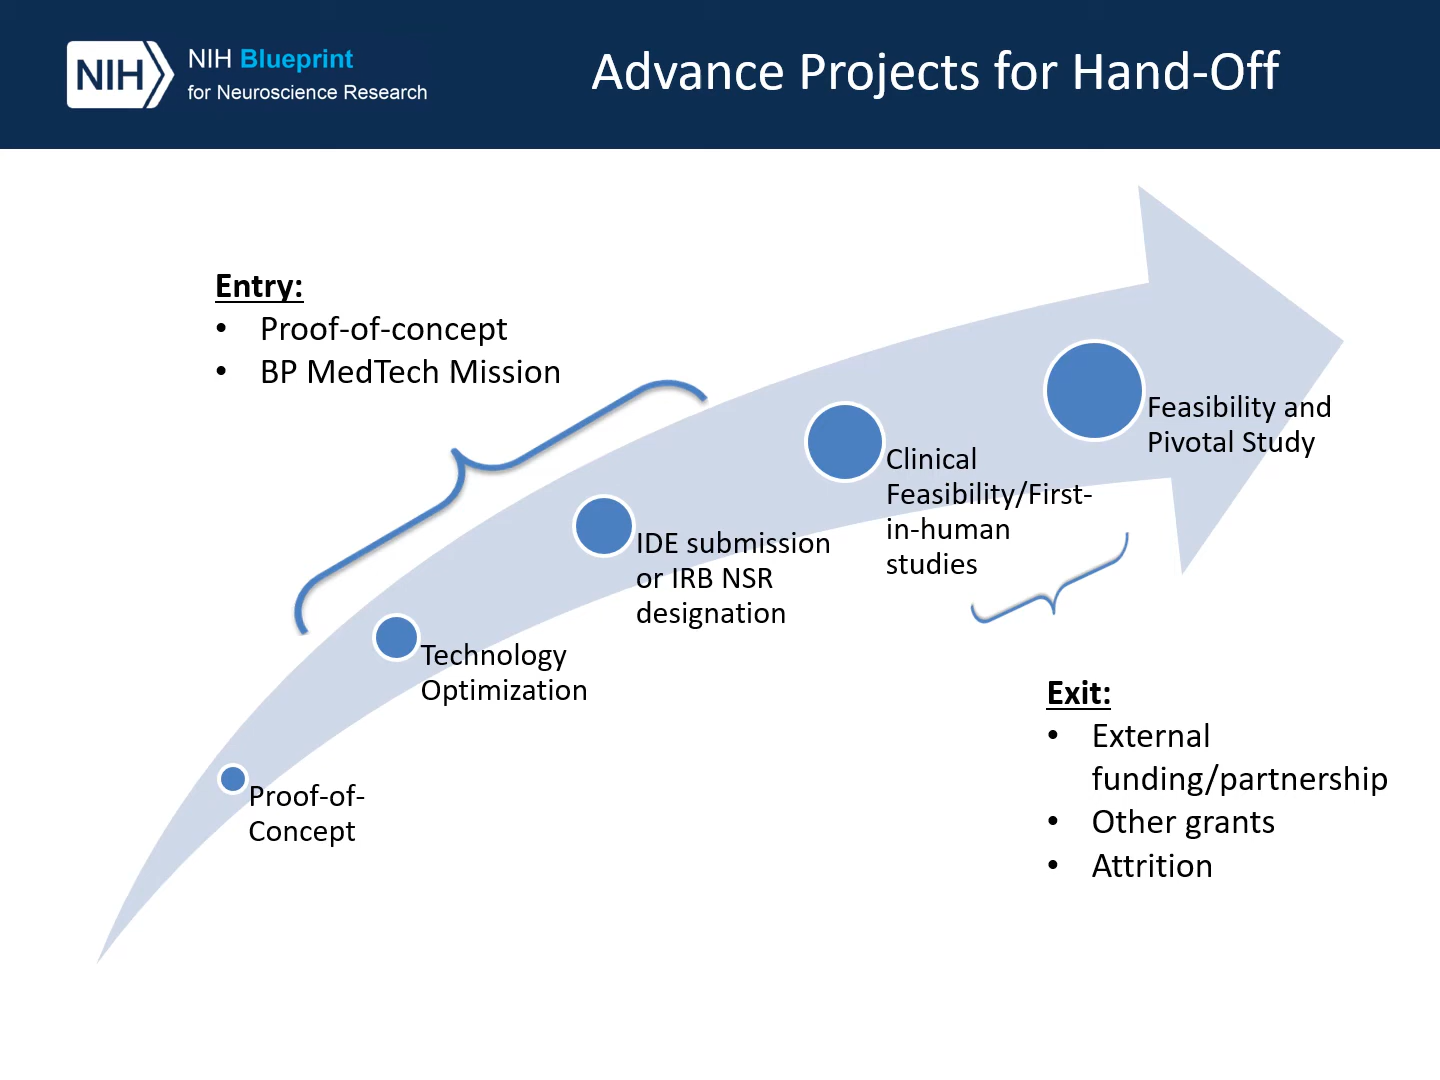 NIH
NIH Blueprint
for Neuroscience Research
Advance Projects for Hand-Off
Entry:
• Proof-of-concept
• BP MedTech Mission
Feasibility and
Pivotal Study
Clinical
Feasibility/First-
in-human
studies
IDE submission
or IRB NSR
designation
Technology
Optimization
Proof-of-
Concept
Exit:
• External
funding/partnership
• Other grants
• Attrition